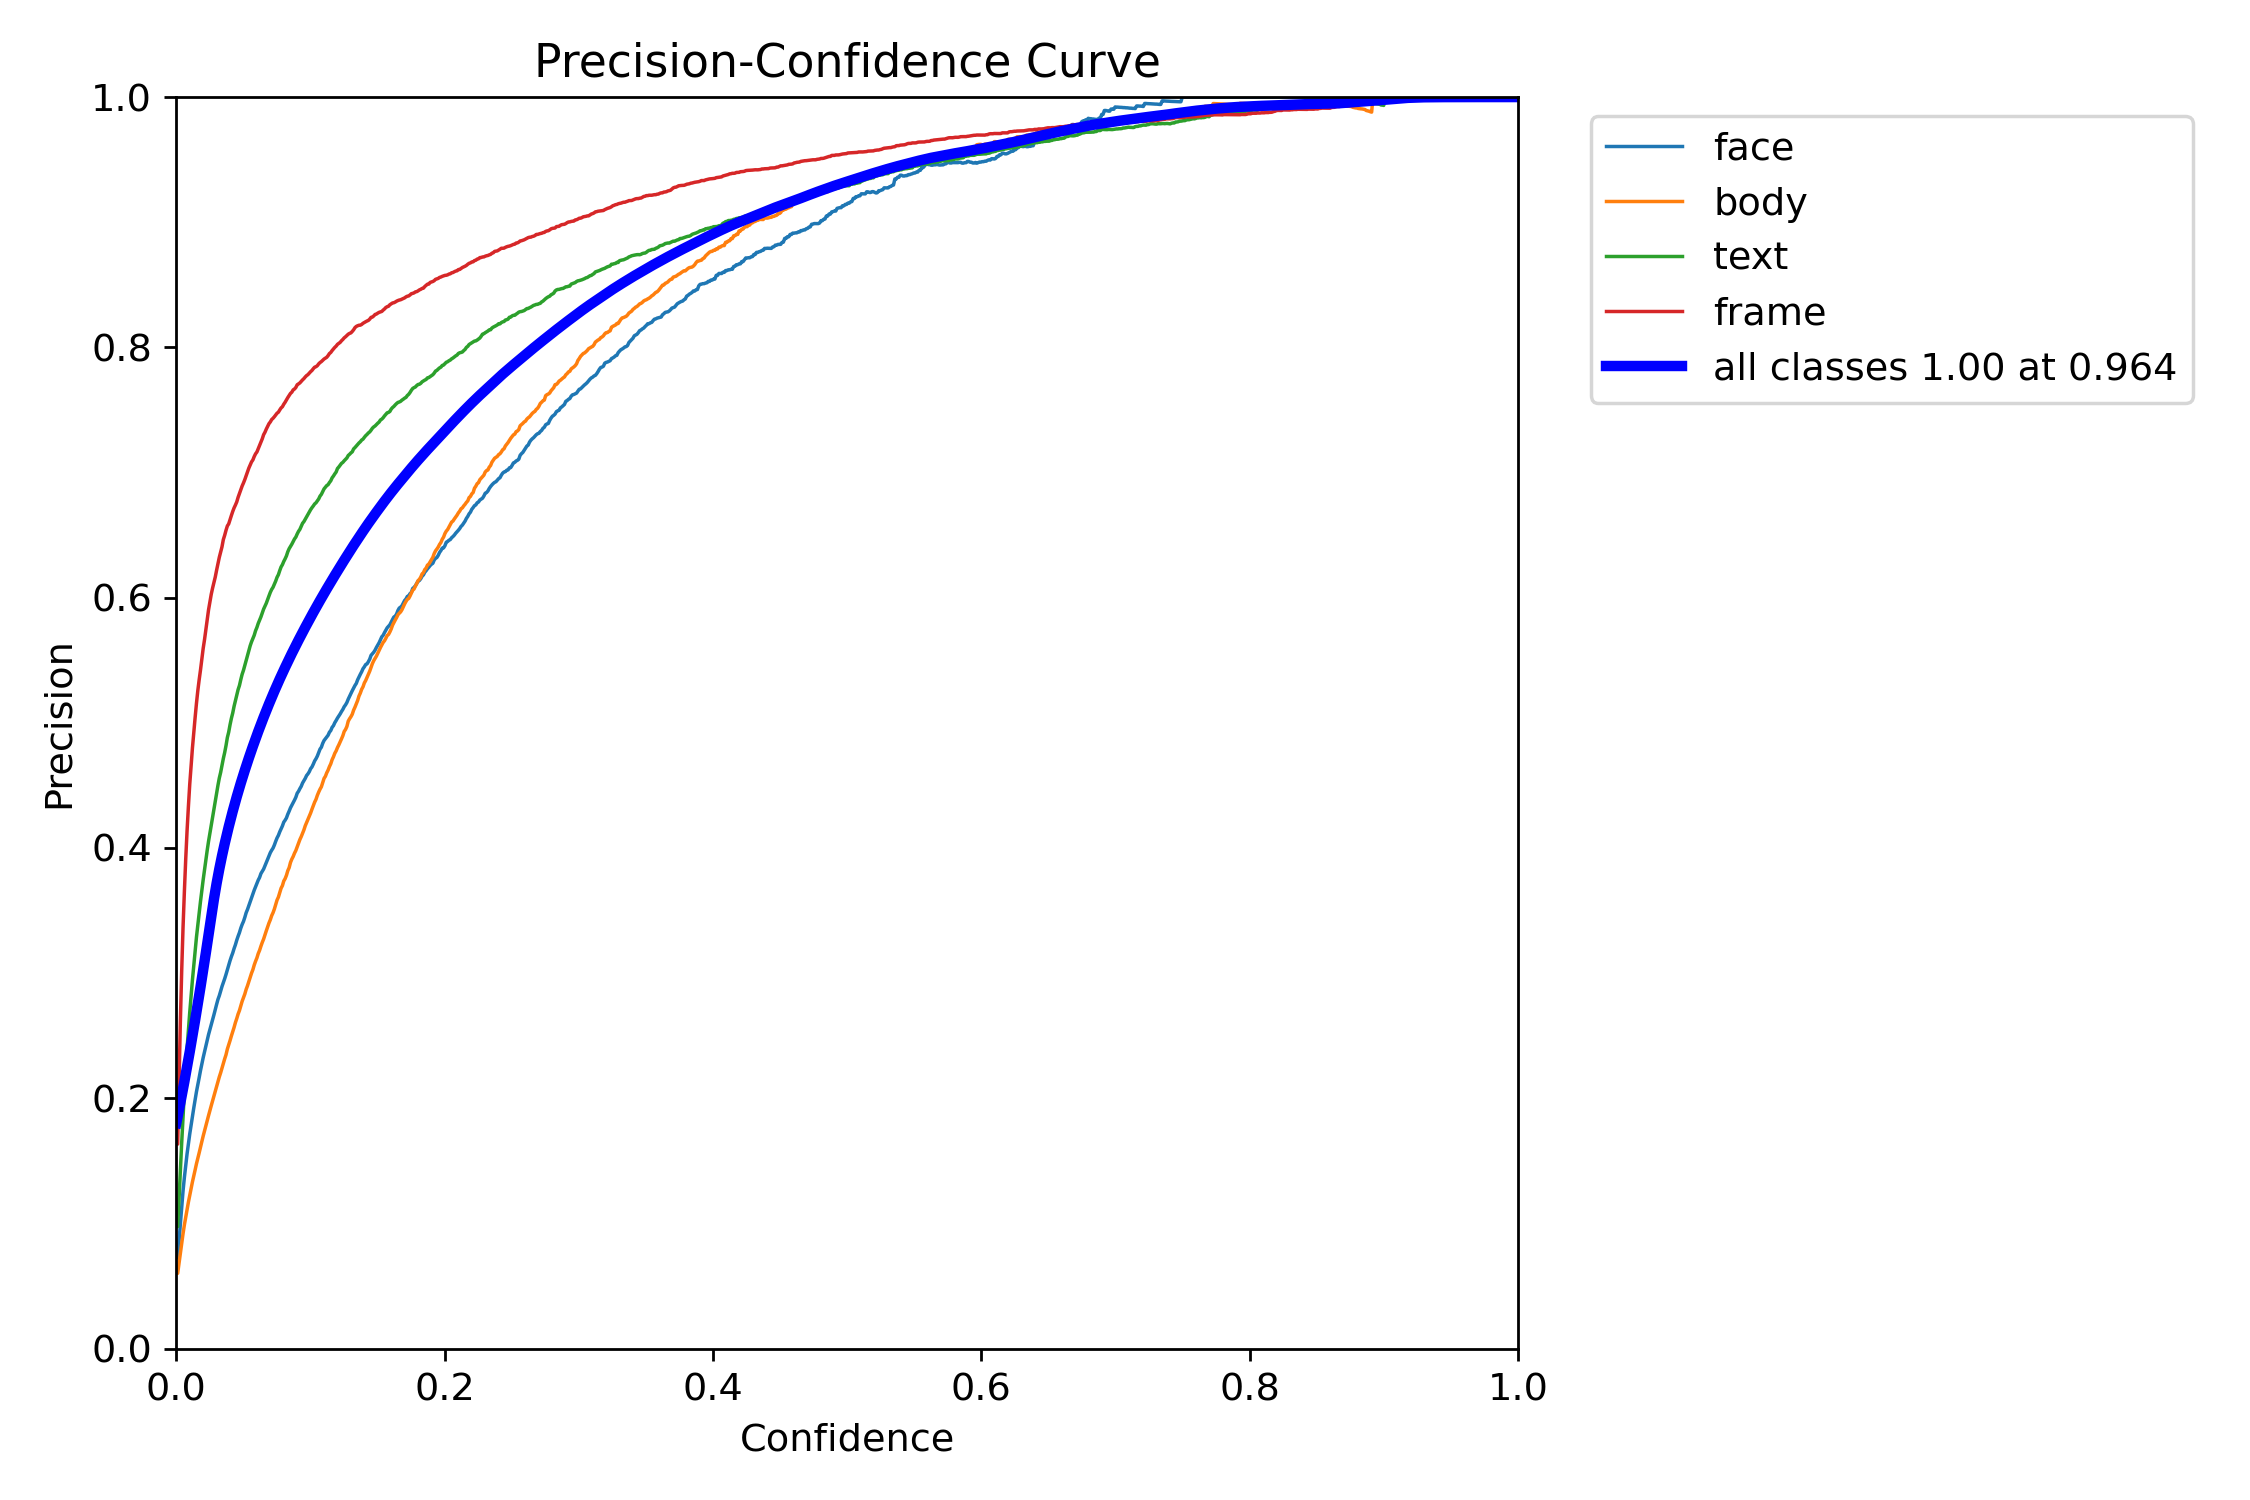 Precision-Confidence Curve
1.0
0.8
0.6
0.4
0.2
0.0
Precision
0.0 0.2 0.4 0.6 0.8 1.0
Confidence
face
body
text
frame
all classes 1.00 at 0.964